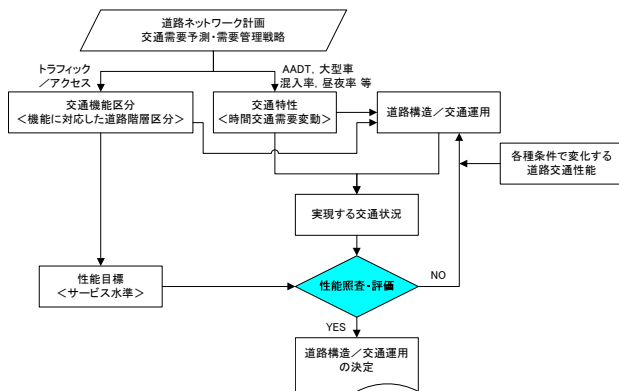 道路ネットワーク計画
交通需要予測・需要管理戦略
トラフィック
／アクセス
AADT，大型車
混入率，昼夜率 等
交通機能区分
＜機能に対応した道路階層区分＞
交通特性
＜時間交通需要変動＞
道路構造／交通運用
各種条件で変化する
道路交通性能
実現する交通状況
性能目標
＜サービス水準＞
性能照査・評価
NO
YES
道路構造／交通運用
の決定